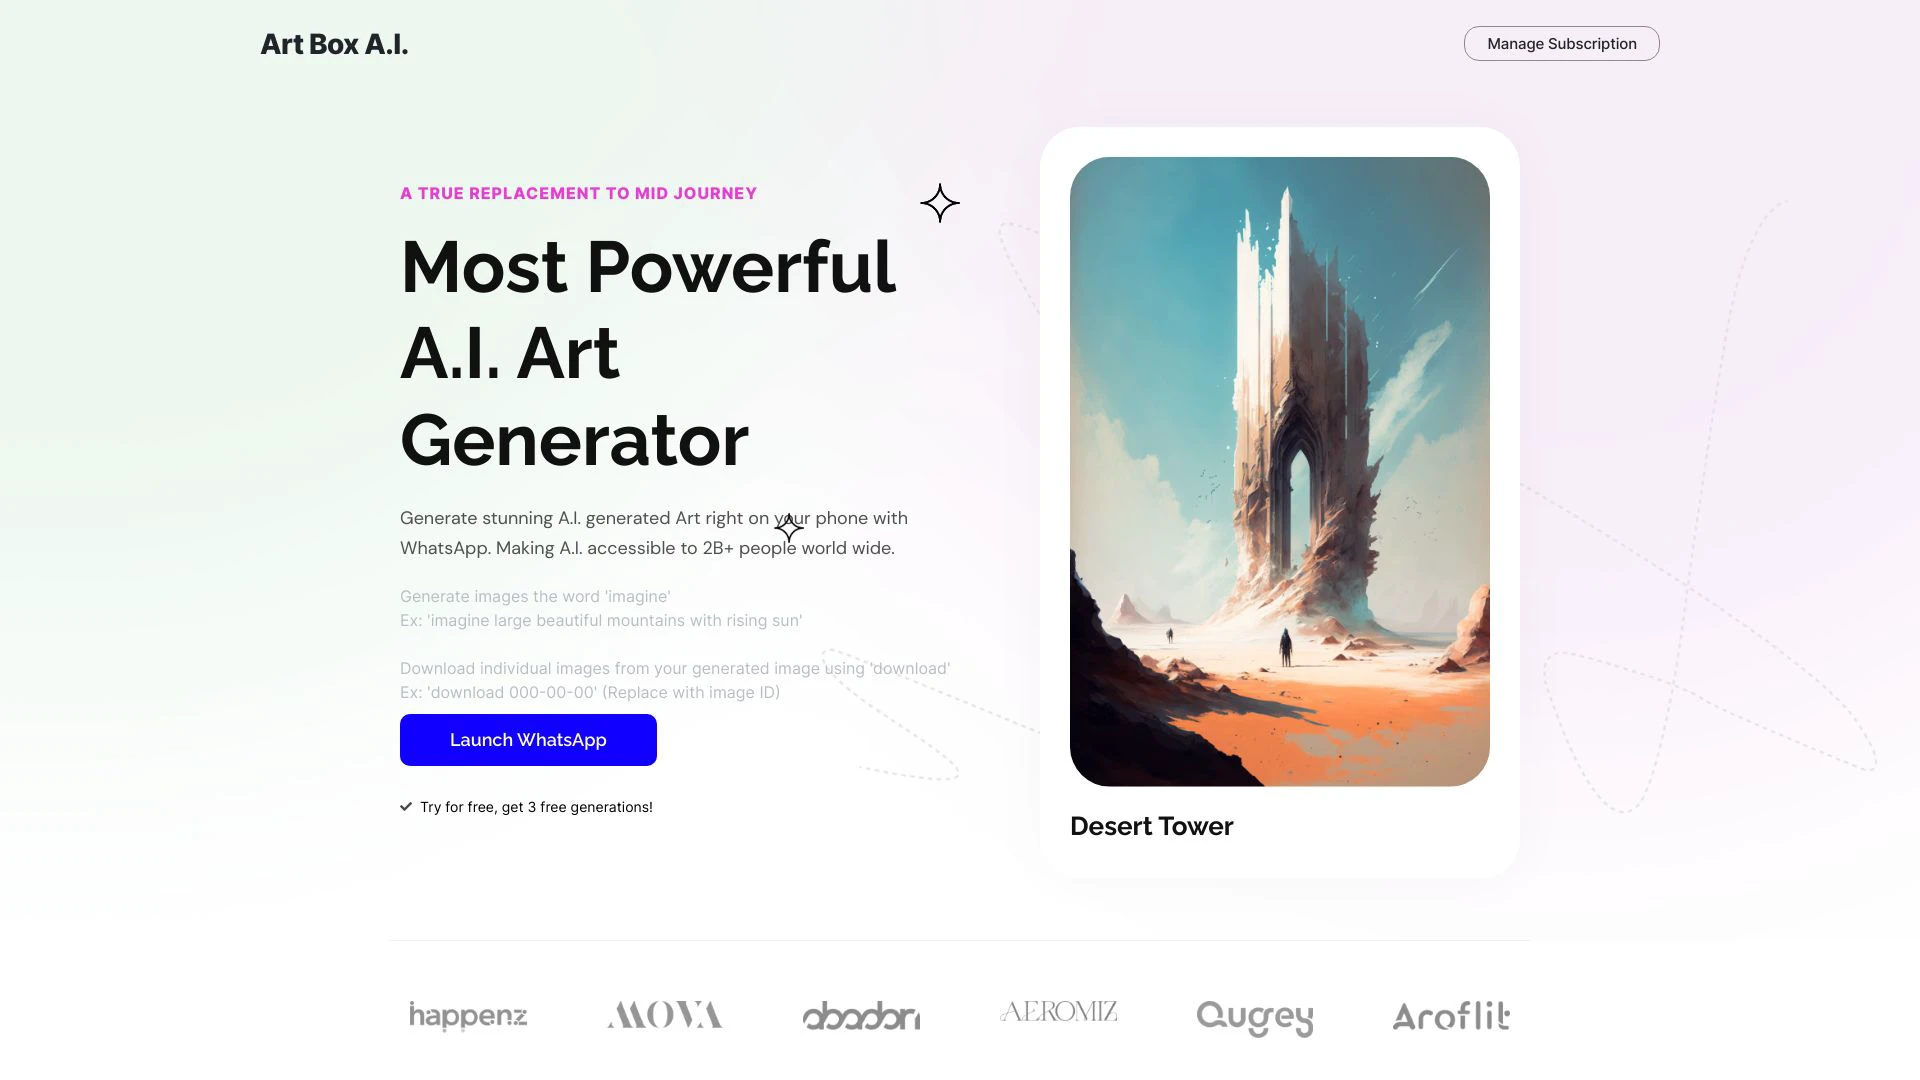 Art Box A.I.
Manage Subscription
A TRUE REPLACEMENT TO MID JOURNEY
Most Powerful
A.I. Art
Generator
Generate stunning A.I. generated Art right on your phone with
WhatsApp. Making A.I. accessible to 2B+ people world wide.
Generate images the word 'imagine'
Ex: 'imagine large beautiful mountains with rising sun'
Download individual images from your generated image using 'download'
Ex: 'download 000-00-00' (Replace with image ID)
Launch WhatsApp
Try for free, get 3 free generations!
Desert Tower
happenz
MOVA
AEROMIZ
Qugrey
Aroflit